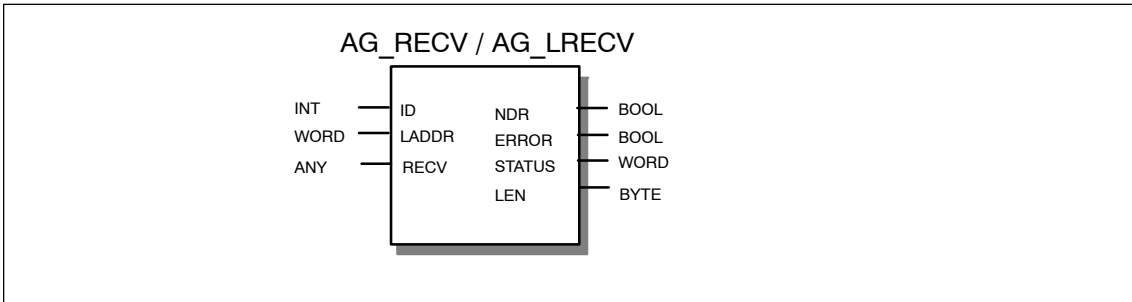 AG_RECV / AG_LRECV
INT ID NDR BOOL
WORD LADDR ERROR BOOL
ANY RECV STATUS WORD
LEN BYTE